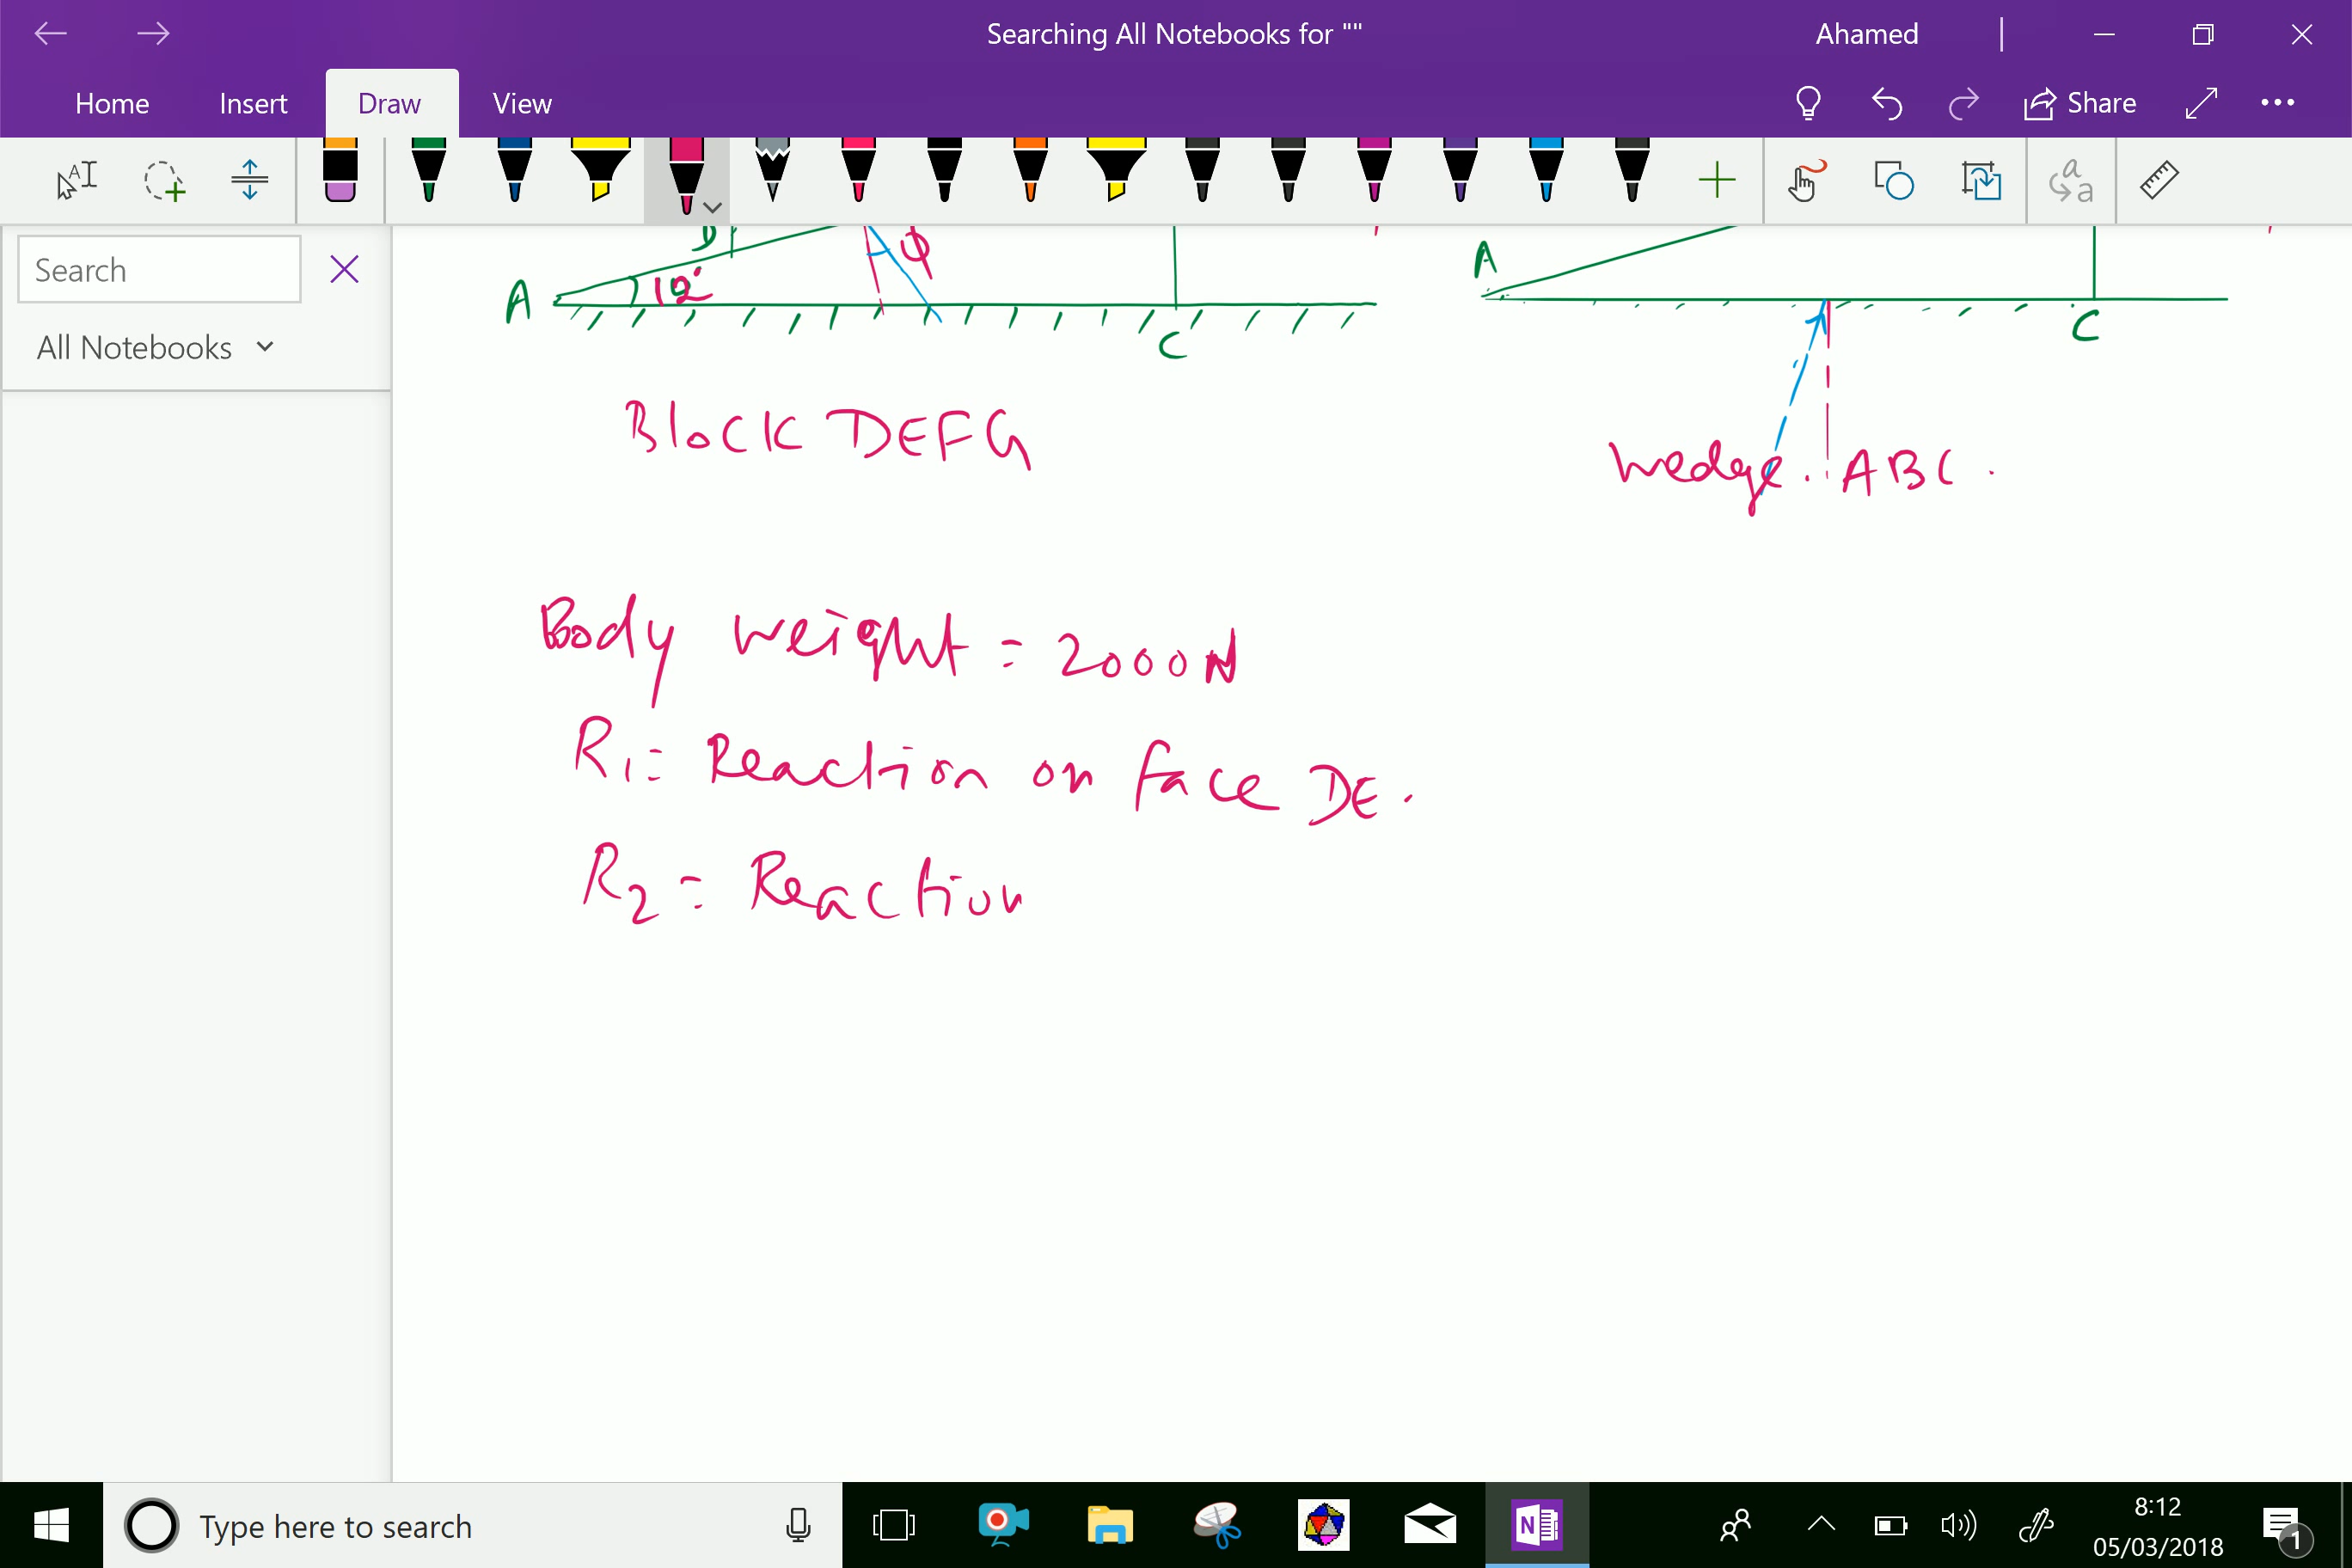 Searching All Notebooks for ""
Ahamed
Home Insert Draw View
Share
Search
All Notebooks
D
φ
A
12°
C
A
C
Block DEFG
wedge. ABC.
Body weight = 2000N
R1 = Reaction on face DE.
R2 = Reaction
Type here to search
8:12
05/03/2018
1